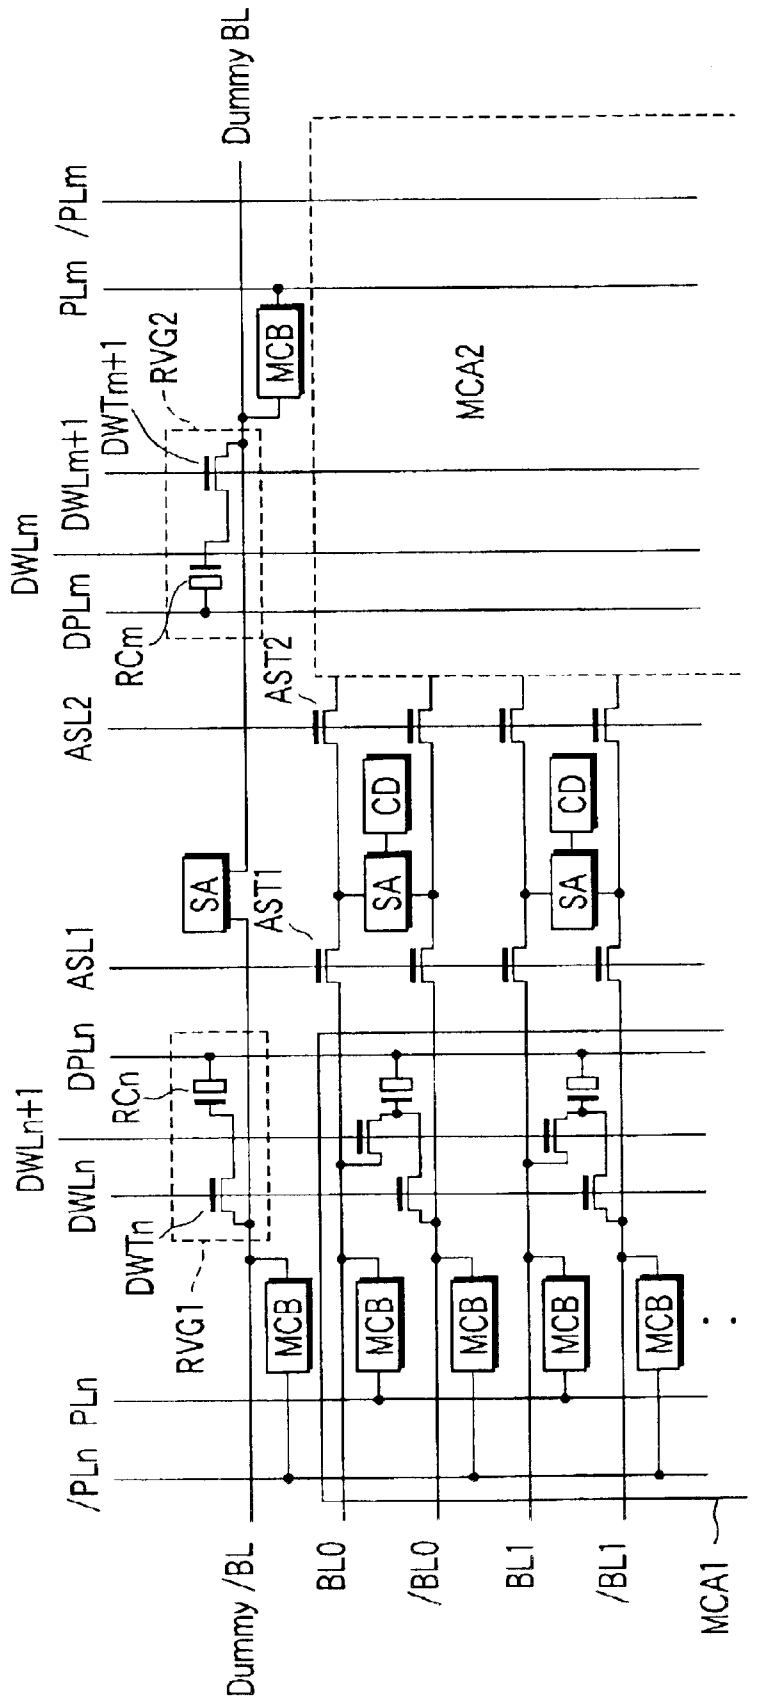 /PLn PLn
DWLn
DWLn+1
DPLn
ASL1
ASL2
DPLm
DWLm
DWLm+1
PLm
/PLm
RVG1
DWTn
RCn
SA
RCm
DWTm+1
RVG2
Dummy /BL
Dummy BL
MCB
MCB
AST1
AST2
BL0
MCB
SA
CD
/BL0
MCB
MCA2
BL1
MCB
SA
CD
/BL1
MCB
MCA1